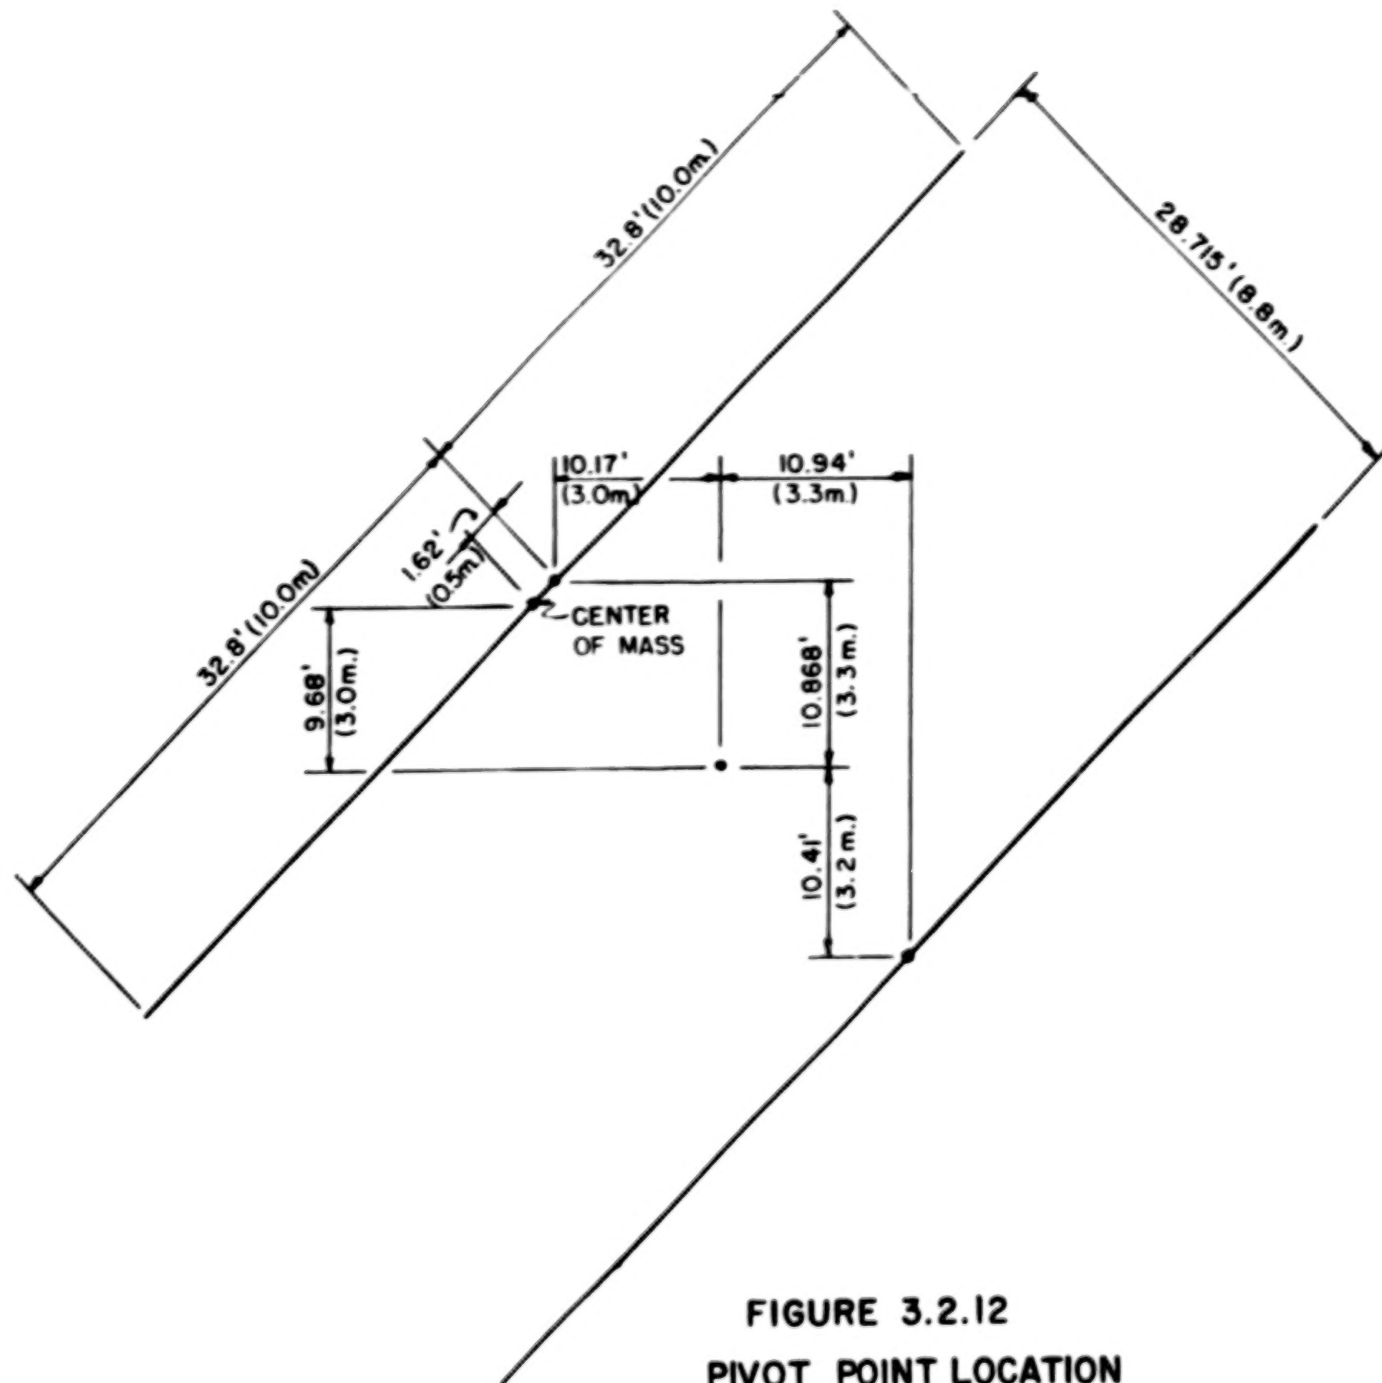 32.8'(10.0m.)
28.715'(8.8m.)
10.17'
(3.0m.)
10.94'
(3.3m.)
1.62'
(0.5m.)
32.8'(10.0m)
CENTER
OF MASS
9.68'
(3.0m.)
10.868'
(3.3m.)
10.41'
(3.2m.)
FIGURE 3.2.12
PIVOT POINT LOCATION